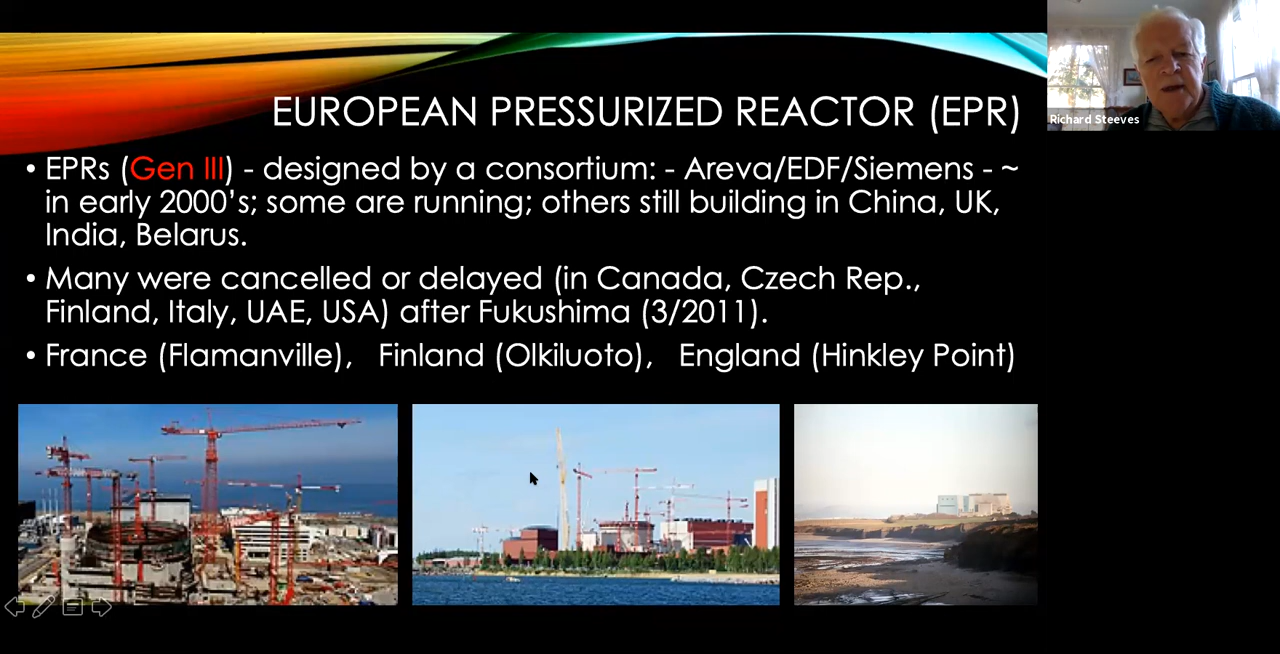 Richard Steeves
EUROPEAN PRESSURIZED REACTOR (EPR)
• EPRs (Gen III) - designed by a consortium: - Areva/EDF/Siemens - ~
in early 2000’s; some are running; others still building in China, UK,
India, Belarus.
• Many were cancelled or delayed (in Canada, Czech Rep.,
Finland, Italy, UAE, USA) after Fukushima (3/2011).
• France (Flamanville), Finland (Olkiluoto), England (Hinkley Point)